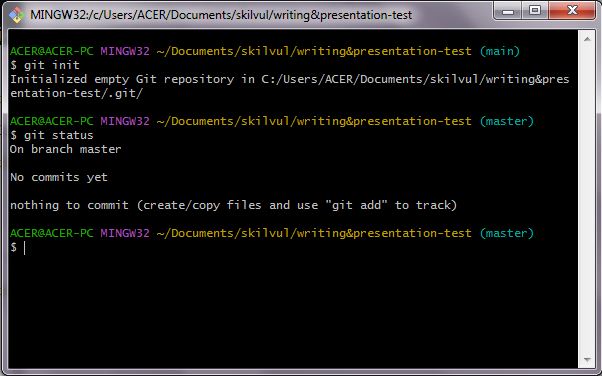 MINGW32:/c/Users/ACER/Documents/skilvul/writing&presentation-test
ACER@ACER-PC MINGW32 ~/Documents/skilvul/writing&presentation-test (main)
$ git init
Initialized empty Git repository in C:/Users/ACER/Documents/skilvul/writing&pres
entation-test/.git/
ACER@ACER-PC MINGW32 ~/Documents/skilvul/writing&presentation-test (master)
$ git status
On branch master
No commits yet
nothing to commit (create/copy files and use "git add" to track)
ACER@ACER-PC MINGW32 ~/Documents/skilvul/writing&presentation-test (master)
$